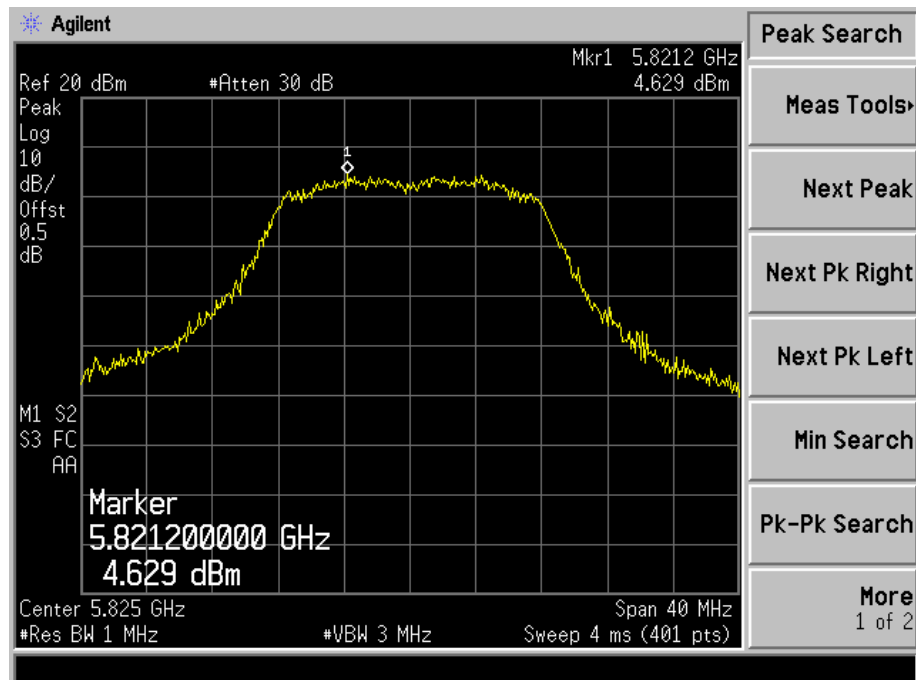 Agilent
Peak Search
Mkr1 5.8212 GHz
Ref 20 dBm #Atten 30 dB 4.629 dBm
Peak
Log
10
dB/
Offst
0.5
dB
1
M1 S2
S3 FC
AA
Marker
5.821200000 GHz
4.629 dBm
Center 5.825 GHz Span 40 MHz
#Res BW 1 MHz #VBW 3 MHz Sweep 4 ms (401 pts)
Meas Tools
Next Peak
Next Pk Right
Next Pk Left
Min Search
Pk-Pk Search
More
1 of 2